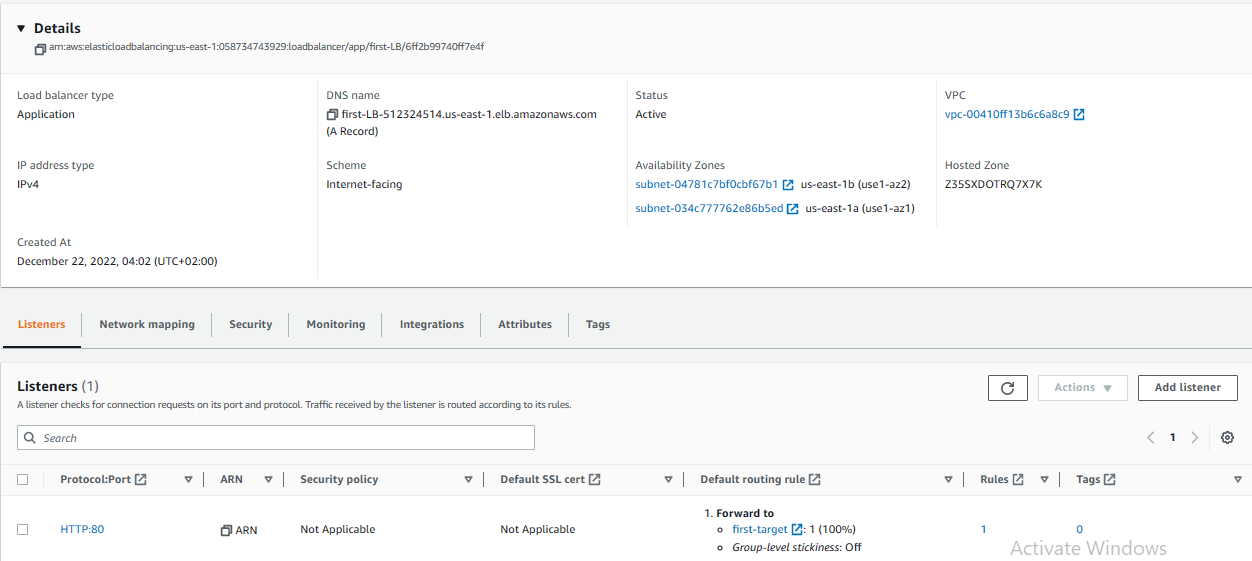 Details
arn:aws:elasticloadbalancing:us-east-1:058734743929:loadbalancer/app/first-LB/6ff2b99740ff7e4f
Load balancer type
Application
DNS name
first-LB-512324514.us-east-1.elb.amazonaws.com
(A Record)
Status
Active
VPC
vpc-00410ff13b6c6a8c9
IP address type
IPv4
Scheme
Internet-facing
Availability Zones
subnet-04781c7bf0cbf67b1 us-east-1b (use1-az2)
subnet-034c777762e86b5ed us-east-1a (use1-az1)
Hosted Zone
Z35SXDOTRQ7X7K
Created At
December 22, 2022, 04:02 (UTC+02:00)
Listeners Network mapping Security Monitoring Integrations Attributes Tags
Listeners (1)
A listener checks for connection requests on its port and protocol. Traffic received by the listener is routed according to its rules.
Actions
Add listener
Search
1
Protocol:Port ARN Security policy Default SSL cert Default routing rule Rules Tags
HTTP:80 ARN Not Applicable Not Applicable
1. Forward to
first-target: 1 (100%)
Group-level stickiness: Off
1 0
Activate Windows